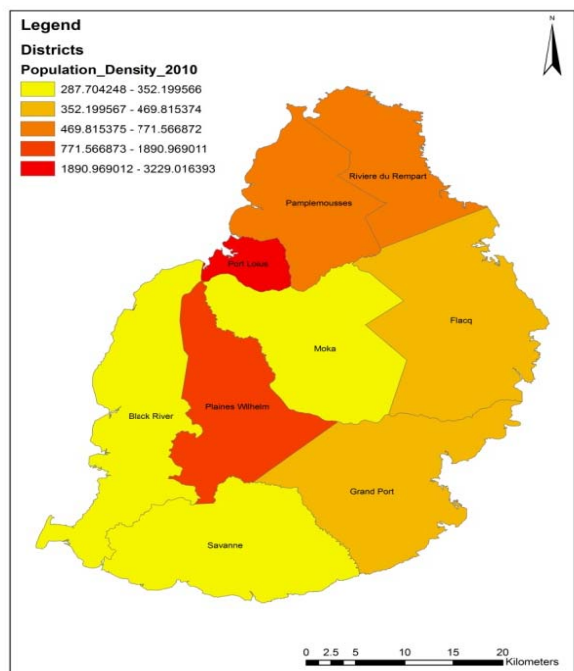 Legend
Districts
Population_Density_2010
287.704248 - 352.199566
352.199567 - 469.815374
469.815375 - 771.566872
771.566873 - 1890.969011
1890.969012 - 3229.016393
N
Riviere du Rempart
Pamplemousses
Port Loius
Flacq
Moka
Plaines Wilhelm
Black River
Grand Port
Savanne
0 2.5 5 10 15 20
Kilometers